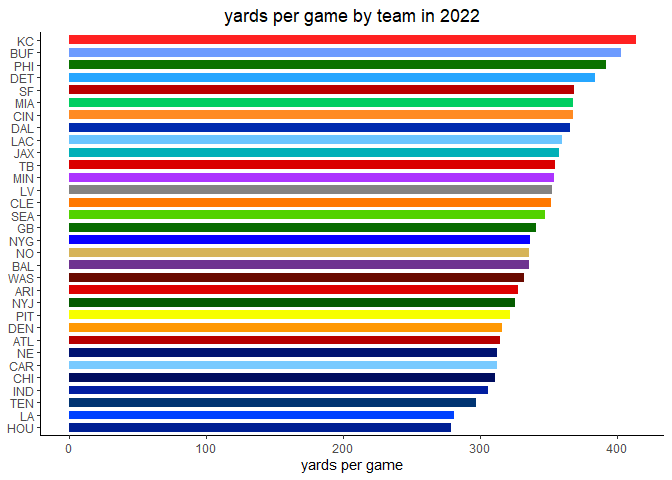 yards per game by team in 2022
KC
BUF
PHI
DET
SF
MIA
CIN
DAL
LAC
JAX
TB
MIN
LV
CLE
SEA
GB
NYG
NO
BAL
WAS
ARI
NYJ
PIT
DEN
ATL
NE
CAR
CHI
IND
TEN
LA
HOU
0 100 200 300 400
yards per game